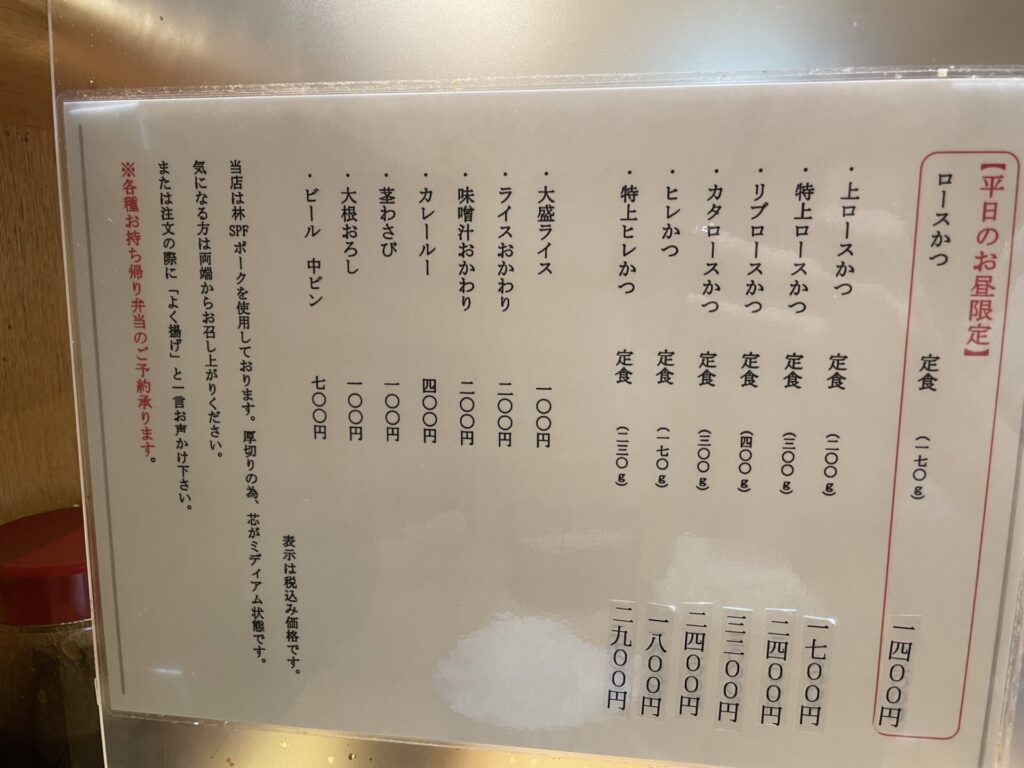 【平日のお昼限定】
ロースかつ 定食 (一七〇g) 一四〇〇円
・上ロースかつ 定食 (二〇〇g) 一七〇〇円
・特上ロースかつ 定食 (三〇〇g) 二四〇〇円
・リブロースかつ 定食 (四〇〇g) 三三〇〇円
・カタロースかつ 定食 (三〇〇g) 二四〇〇円
・ヒレかつ 定食 (一七〇g) 一八〇〇円
・特上ヒレかつ 定食 (二三〇g) 二九〇〇円
・大盛ライス 一〇〇円
・ライスおかわり 二〇〇円
・味噌汁おかわり 二〇〇円
・カレールー 四〇〇円
・茎わさび 一〇〇円
・大根おろし 一〇〇円
・ビール 中ビン 七〇〇円
表示は税込み価格です。
当店は林SPFポークを使用しております。厚切りの為、芯がミディアム状態です。
気になる方は両端からお召し上がりください。
または注文の際に「よく揚げ」と一言お声かけ下さい。
※各種お持ち帰り弁当のご予約承ります。